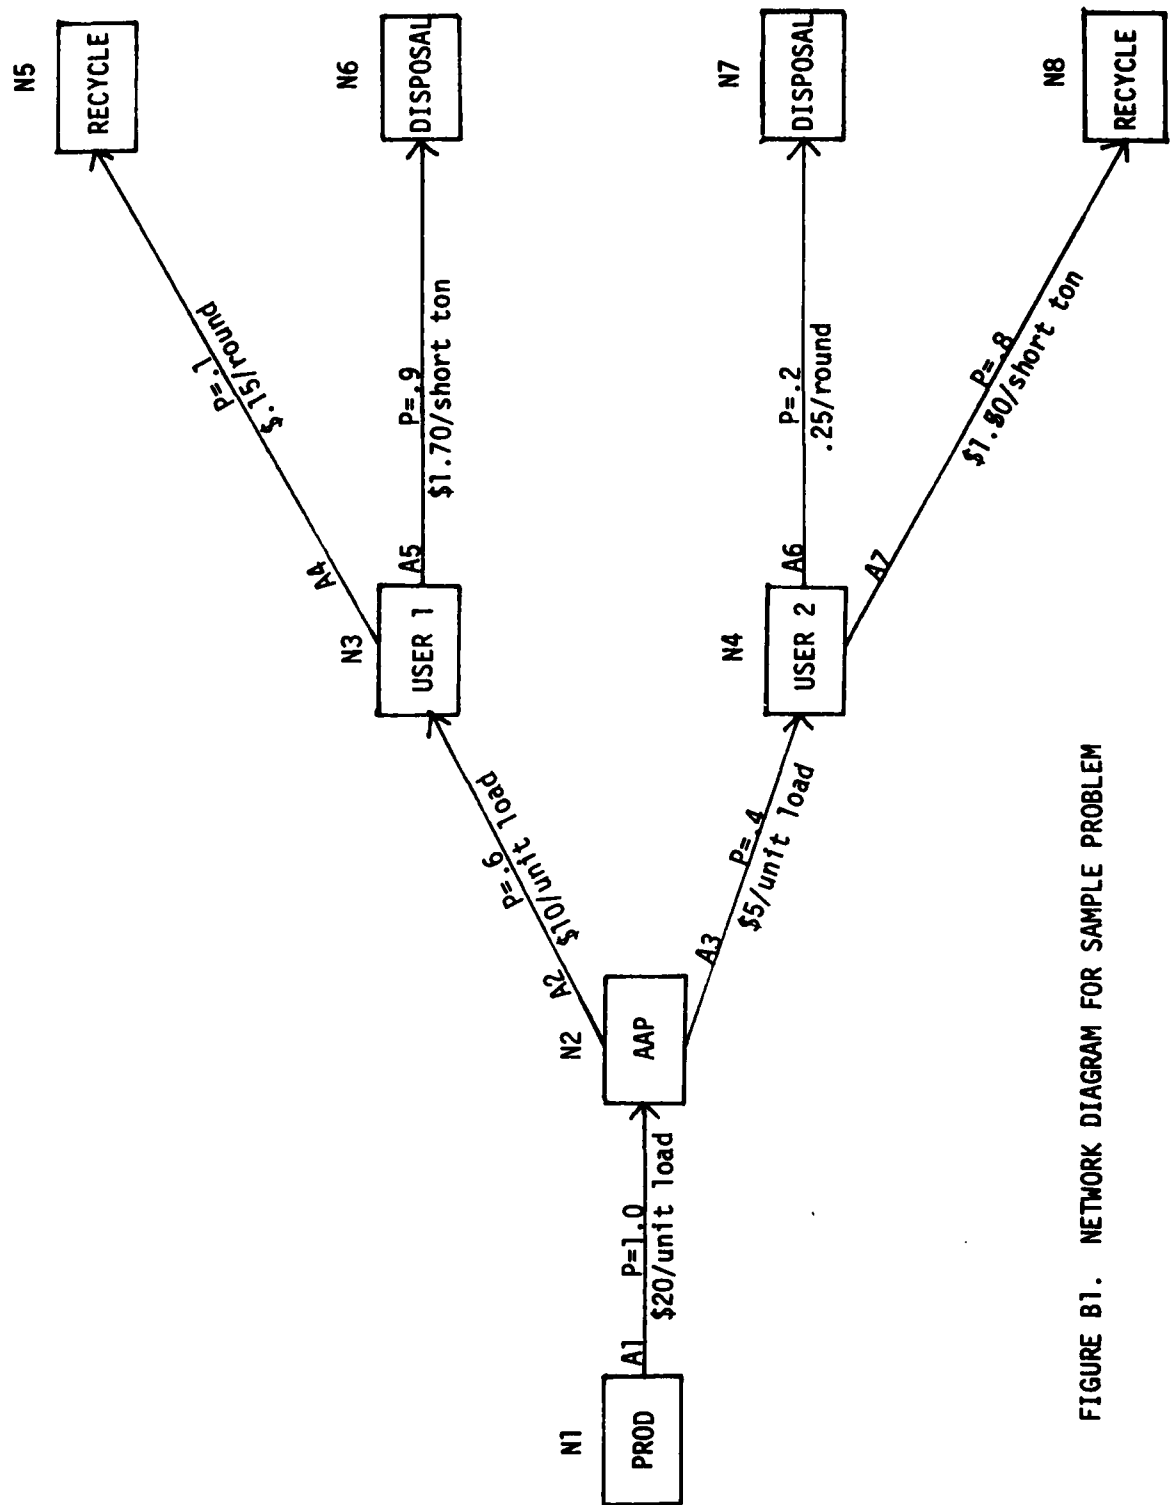 N5
RECYCLE
P=.1
$.15/round
A4
N6
DISPOSAL
P=.9
$1.70/short ton
A5
N3
USER 1
P=.6
$10/unit load
A2
N2
AAP
P=1.0
$20/unit load
A1
N1
PROD
A3
P=.4
$5/unit load
N4
USER 2
A6
P=.2
.25/round
N7
DISPOSAL
A7
P=.8
/short ton
N8
RECYCLE
FIGURE B1. NETWORK DIAGRAM FOR SAMPLE PROBLEM